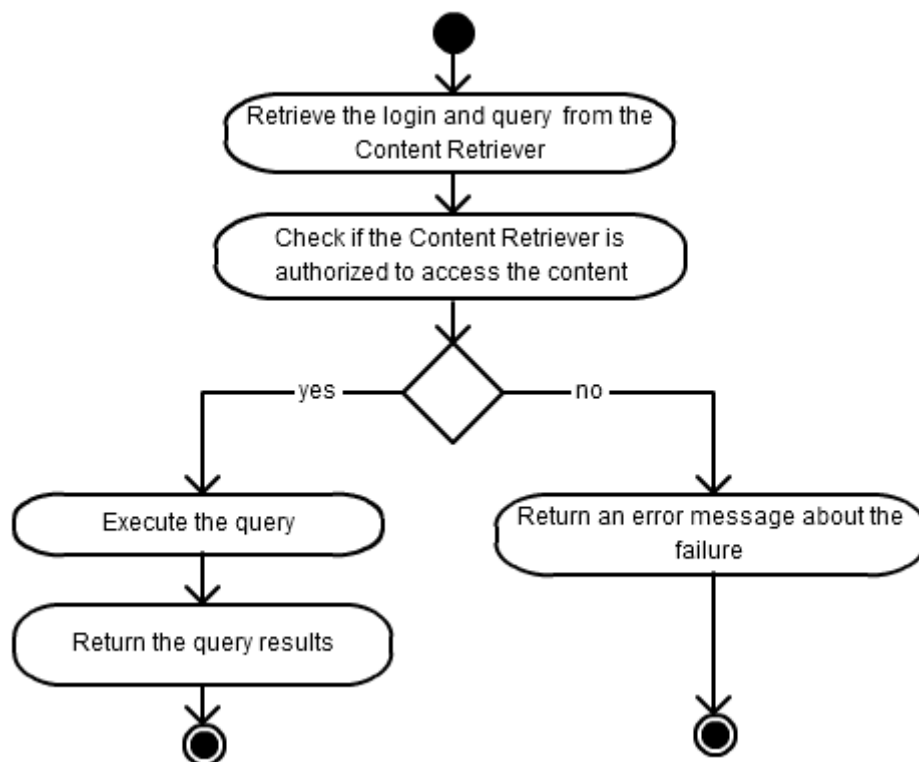 Retrieve the login and query from the
Content Retriever
Check if the Content Retriever is
authorized to access the content
yes
no
Execute the query
Return an error message about the
failure
Return the query results